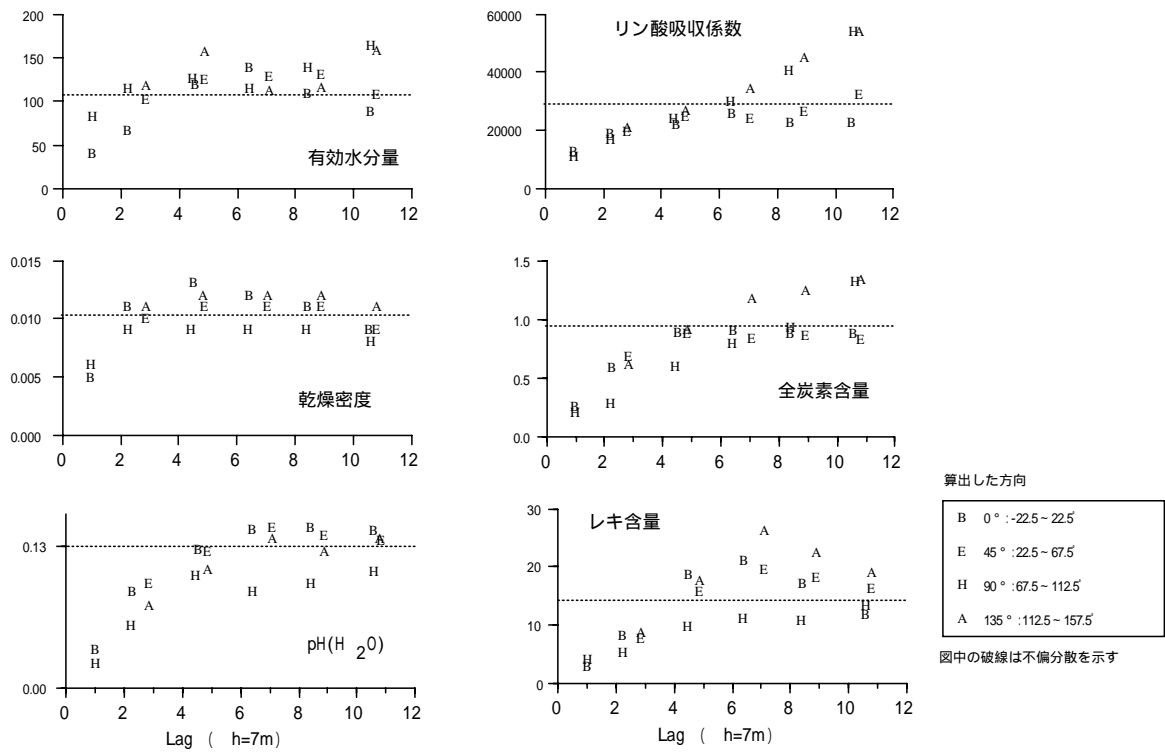 200
150
100
50
0
0 2 4 6 8 10 12
有効水分量
B H B H A E H B A E B H E A H B E A B H A E
60000
40000
20000
0
0 2 4 6 8 10 12
リン酸吸収係数
B H B H A E H B A E H B A E H B A E H B A E
0.015
0.010
0.005
0.000
0 2 4 6 8 10 12
乾燥密度
H B B H A E B H A E B H A E B H A E B H A E
1.5
1.0
0.5
0.0
0 2 4 6 8 10 12
全炭素含量
B H B H E A B H A E B H A E H B A E H B A E
0.13
0.00
0 2 4 6 8 10 12
pH(H 2O)
B H B H E A B H E A B H E A B H E A B H A E
Lag ( h=7m)
30
20
10
0
0 2 4 6 8 10 12
レキ含量
H B B H A E B H A E B H A E B H A E H B A E
Lag ( h=7m)
算出した方向
B 0 ° :-22.5 ~ 22.5°
E 45 ° :22.5 ~ 67.5°
H 90 ° :67.5 ~ 112.5°
A 135 ° :112.5 ~ 157.5°
図中の破線は不偏分散を示す